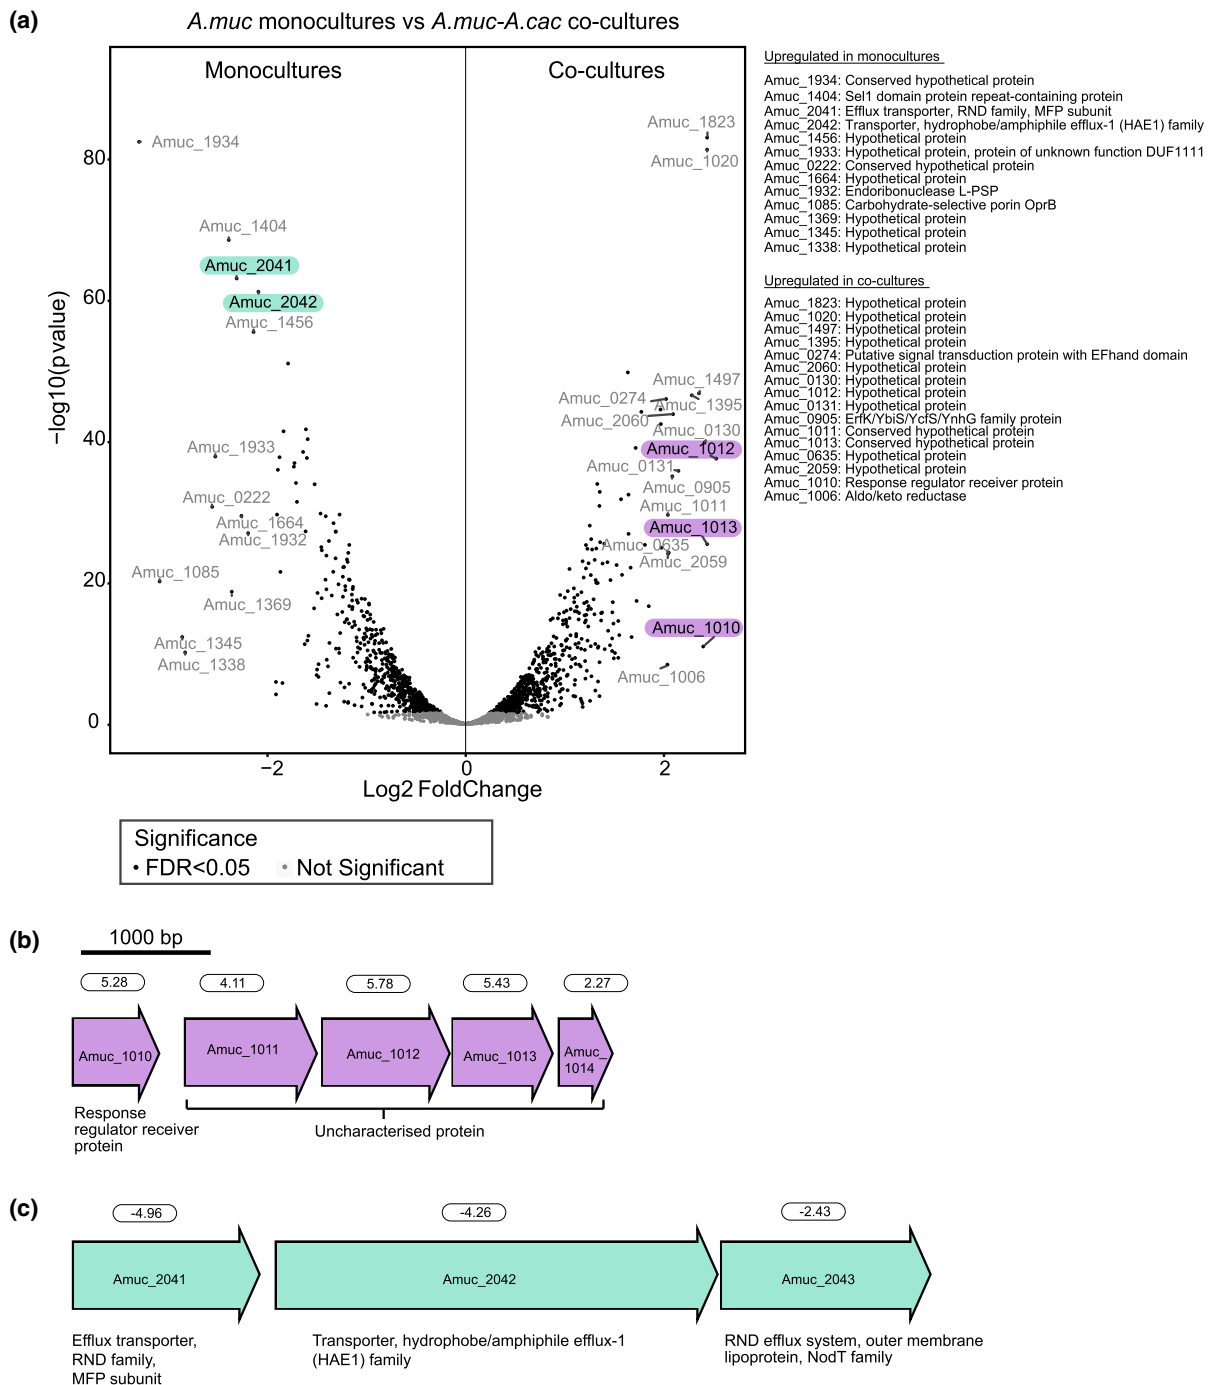 (a)
A.muc monocultures vs A.muc-A.cac co-cultures
Monocultures
Co-cultures
Amuc_1934
Amuc_1404
Amuc_2041
Amuc_2042
Amuc_1456
Amuc_1933
Amuc_0222
Amuc_1664
Amuc_1932
Amuc_1085
Amuc_1369
Amuc_1345
Amuc_1338
Amuc_1823
Amuc_1020
Amuc_1497
Amuc_0274
Amuc_1395
Amuc_2060
Amuc_0130
Amuc_1012
Amuc_0131
Amuc_0905
Amuc_1011
Amuc_1013
Amuc_0635
Amuc_2059
Amuc_1010
Amuc_1006
−log10(pvalue)
80
60
40
20
0
−2
0
2
Log2 FoldChange
Significance
FDR<0.05
Not Significant
Upregulated in monocultures
Amuc_1934: Conserved hypothetical protein
Amuc_1404: Sel1 domain protein repeat-containing protein
Amuc_2041: Efflux transporter, RND family, MFP subunit
Amuc_2042: Transporter, hydrophobe/amphiphile efflux-1 (HAE1) family
Amuc_1456: Hypothetical protein
Amuc_1933: Hypothetical protein, protein of unknown function DUF1111
Amuc_0222: Conserved hypothetical protein
Amuc_1664: Hypothetical protein
Amuc_1932: Endoribonuclease L-PSP
Amuc_1085: Carbohydrate-selective porin OprB
Amuc_1369: Hypothetical protein
Amuc_1345: Hypothetical protein
Amuc_1338: Hypothetical protein
Upregulated in co-cultures
Amuc_1823: Hypothetical protein
Amuc_1020: Hypothetical protein
Amuc_1497: Hypothetical protein
Amuc_1395: Hypothetical protein
Amuc_0274: Putative signal transduction protein with EFhand domain
Amuc_2060: Hypothetical protein
Amuc_0130: Hypothetical protein
Amuc_1012: Hypothetical protein
Amuc_0131: Hypothetical protein
Amuc_0905: ErfK/YbiS/YcfS/YnhG family protein
Amuc_1011: Conserved hypothetical protein
Amuc_1013: Conserved hypothetical protein
Amuc_0635: Hypothetical protein
Amuc_2059: Hypothetical protein
Amuc_1010: Response regulator receiver protein
Amuc_1006: Aldo/keto reductase
(b)
1000 bp
5.28
4.11
5.78
5.43
2.27
Amuc_1010
Amuc_1011
Amuc_1012
Amuc_1013
Amuc_
1014
Response
regulator receiver
protein
Uncharacterised protein
(c)
-4.96
-4.26
-2.43
Amuc_2041
Amuc_2042
Amuc_2043
Efflux transporter,
RND family,
MFP subunit
Transporter, hydrophobe/amphiphile efflux-1
(HAE1) family
RND efflux system, outer membrane
lipoprotein, NodT family